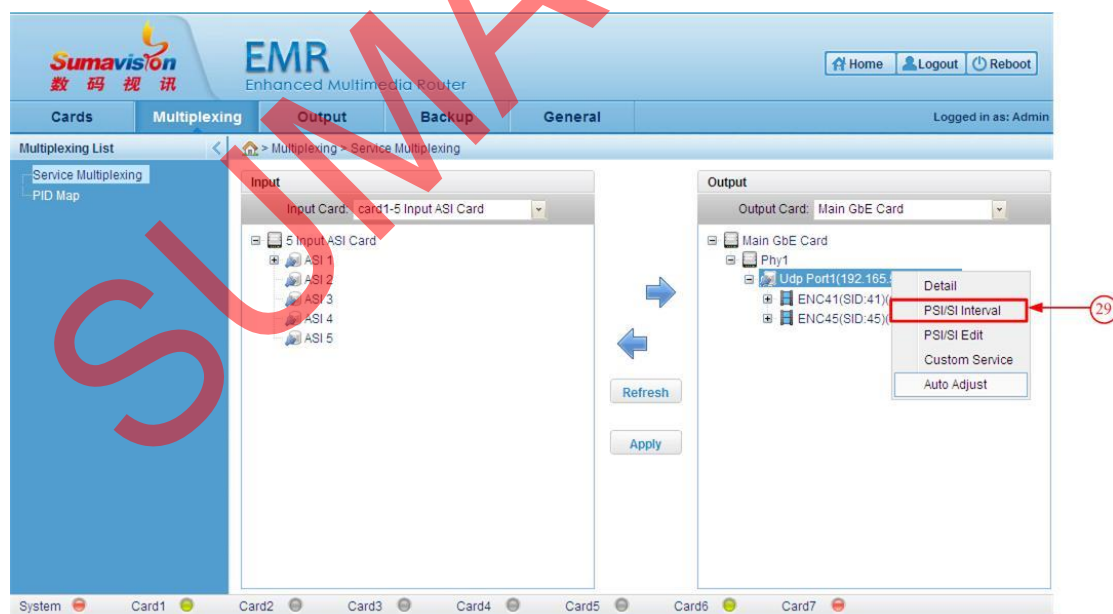 Sumavision
数码视讯
EMR
Enhanced Multimedia Router
Home Logout Reboot
Cards Multiplexing Output Backup General Logged in as: Admin
Multiplexing List
> Multiplexing > Service Multiplexing
Service Multiplexing
PID Map
Input
Input Card: card1-5 Input ASI Card
5 Input ASI Card
ASI 1
ASI 2
ASI 3
ASI 4
ASI 5
Refresh
Apply
Output
Output Card: Main GbE Card
Main GbE Card
Phy1
Udp Port1(192.165.
ENC41(SID:41)(
ENC45(SID:45)(
Detail
PSI/SI Interval
PSI/SI Edit
Custom Service
Auto Adjust
29
System Card1 Card2 Card3 Card4 Card5 Card6 Card7
SUMA